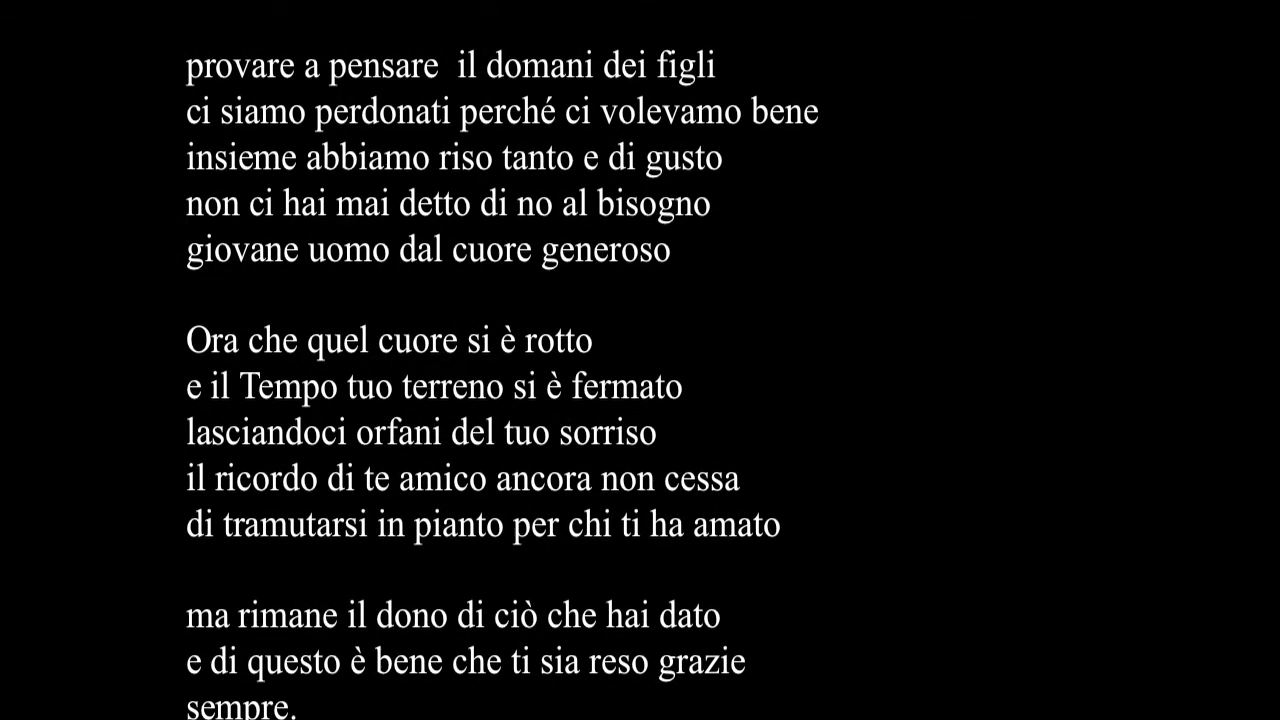 provare a pensare  il domani dei figli
ci siamo perdonati perché ci volevamo bene
insieme abbiamo riso tanto e di gusto
non ci hai mai detto di no al bisogno
giovane uomo dal cuore generoso

Ora che quel cuore si è rotto
e il Tempo tuo terreno si è fermato
lasciandoci orfani del tuo sorriso
il ricordo di te amico ancora non cessa
di tramutarsi in pianto per chi ti ha amato

ma rimane il dono di ciò che hai dato
e di questo è bene che ti sia reso grazie
sempre.